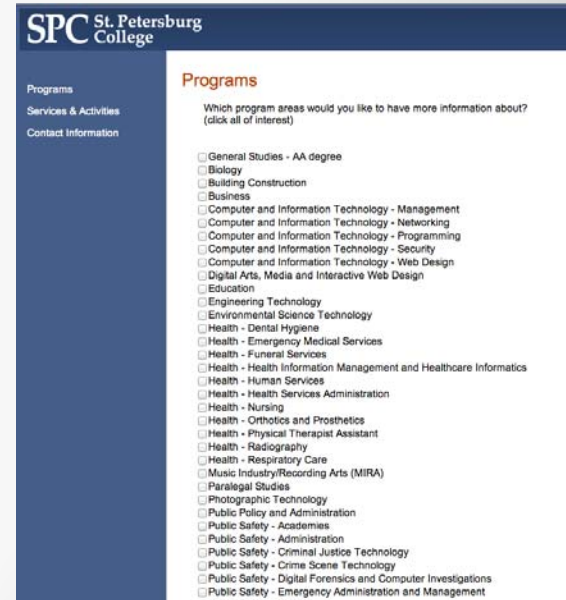 SPC St. Petersburg
College
Programs
Services & Activities
Contact Information
Programs
Which program areas would you like to have more information about?
(click all of interest)
General Studies - AA degree
Biology
Building Construction
Business
Computer and Information Technology - Management
Computer and Information Technology - Networking
Computer and Information Technology - Programming
Computer and Information Technology - Security
Computer and Information Technology - Web Design
Digital Arts, Media and Interactive Web Design
Education
Engineering Technology
Environmental Science Technology
Health - Dental Hygiene
Health - Emergency Medical Services
Health - Funeral Services
Health - Health Information Management and Healthcare Informatics
Health - Human Services
Health - Health Services Administration
Health - Nursing
Health - Orthotics and Prosthetics
Health - Physical Therapist Assistant
Health - Radiography
Health - Respiratory Care
Music Industry/Recording Arts (MIRA)
Paralegal Studies
Photographic Technology
Public Policy and Administration
Public Safety - Academies
Public Safety - Administration
Public Safety - Criminal Justice Technology
Public Safety - Crime Scene Technology
Public Safety - Digital Forensics and Computer Investigations
Public Safety - Emergency Administration and Management